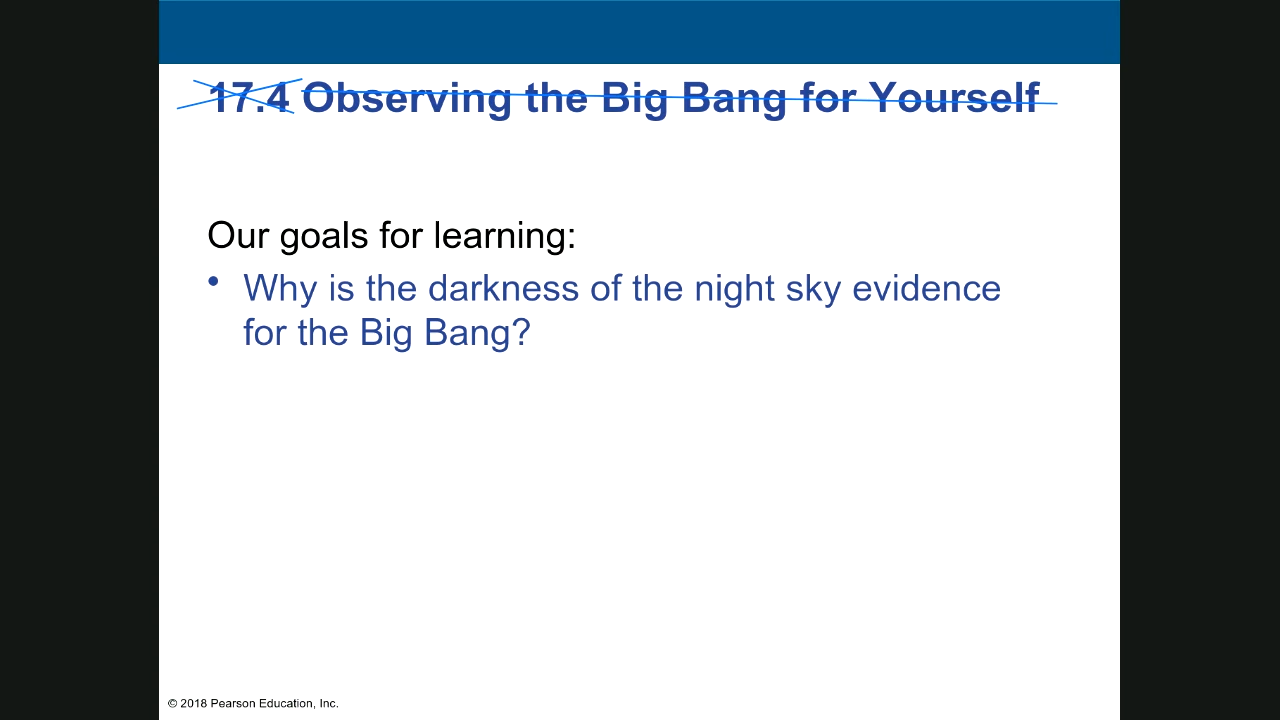 17.4 Observing the Big Bang for Yourself
Our goals for learning:
• Why is the darkness of the night sky evidence
for the Big Bang?
© 2018 Pearson Education, Inc.